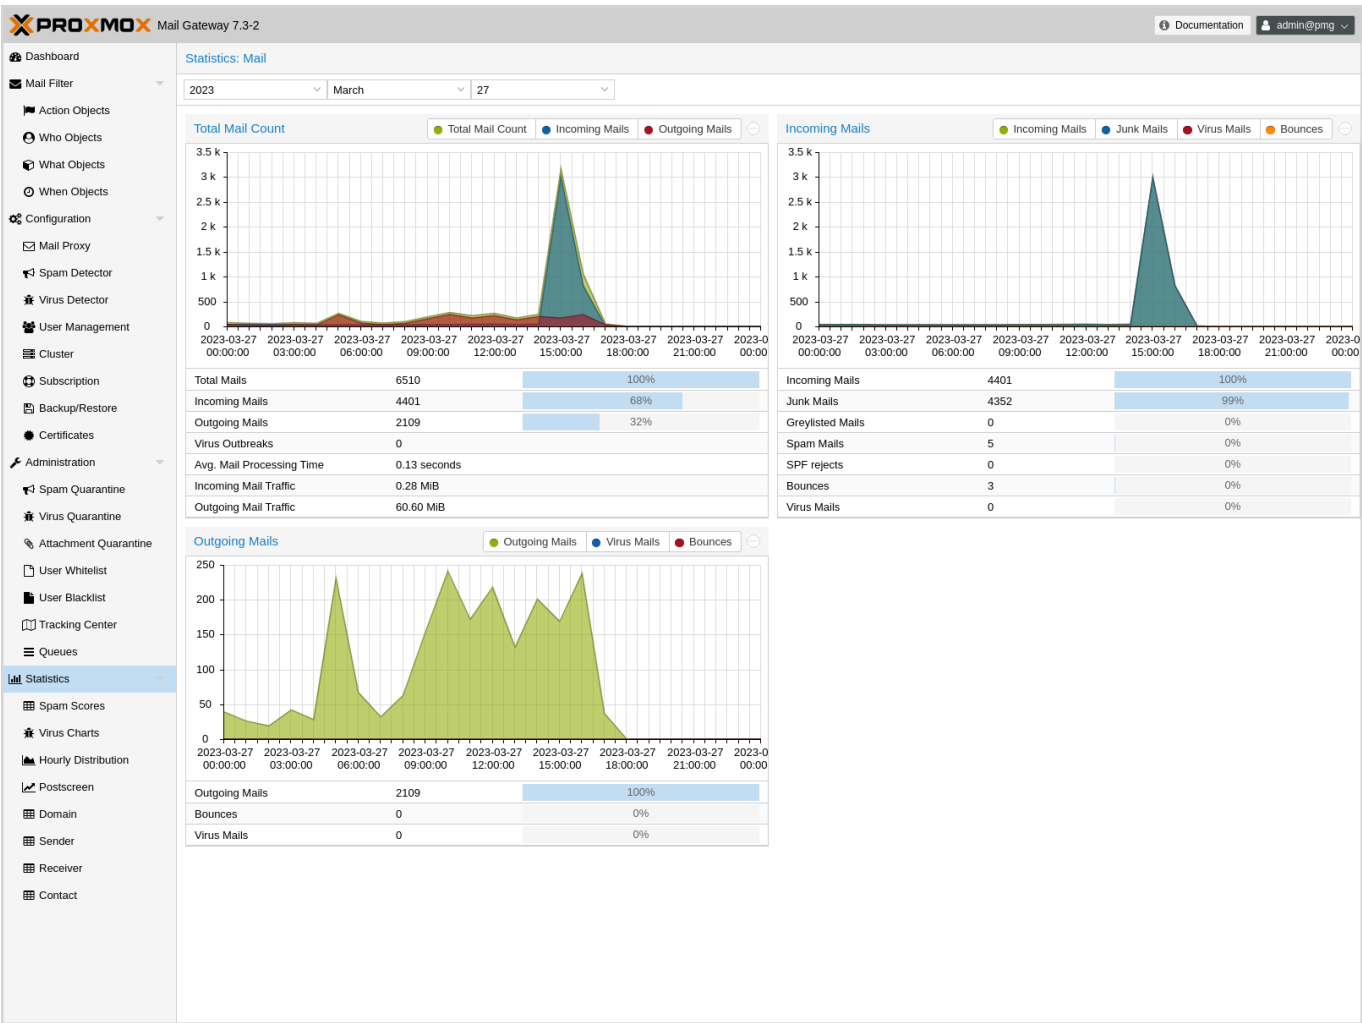 PROXMOX Mail Gateway 7.3-2
Documentation
admin@pmg
Dashboard
Mail Filter
Action Objects
Who Objects
What Objects
When Objects
Configuration
Mail Proxy
Spam Detector
Virus Detector
User Management
Cluster
Subscription
Backup/Restore
Certificates
Administration
Spam Quarantine
Virus Quarantine
Attachment Quarantine
User Whitelist
User Blacklist
Tracking Center
Queues
Statistics
Spam Scores
Virus Charts
Hourly Distribution
Postscreen
Domain
Sender
Receiver
Contact
Statistics: Mail
2023 March 27
Total Mail Count
Total Mail Count Incoming Mails Outgoing Mails
3.5 k
3 k
2.5 k
2 k
1.5 k
1 k
500
0
2023-03-27 2023-03-27 2023-03-27 2023-03-27 2023-03-27 2023-03-27 2023-03-27 2023-03-27 2023-0
00:00:00 03:00:00 06:00:00 09:00:00 12:00:00 15:00:00 18:00:00 21:00:00 00:00
Total Mails 6510 100%
Incoming Mails 4401 68%
Outgoing Mails 2109 32%
Virus Outbreaks 0
Avg. Mail Processing Time 0.13 seconds
Incoming Mail Traffic 0.28 MiB
Outgoing Mail Traffic 60.60 MiB
Incoming Mails
Incoming Mails Junk Mails Virus Mails Bounces
3.5 k
3 k
2.5 k
2 k
1.5 k
1 k
500
0
2023-03-27 2023-03-27 2023-03-27 2023-03-27 2023-03-27 2023-03-27 2023-03-27 2023-03-27 2023-0
00:00:00 03:00:00 06:00:00 09:00:00 12:00:00 15:00:00 18:00:00 21:00:00 00:00
Incoming Mails 4401 100%
Junk Mails 4352 99%
Greylisted Mails 0 0%
Spam Mails 5 0%
SPF rejects 0 0%
Bounces 3 0%
Virus Mails 0 0%
Outgoing Mails
Outgoing Mails Virus Mails Bounces
250
200
150
100
50
0
2023-03-27 2023-03-27 2023-03-27 2023-03-27 2023-03-27 2023-03-27 2023-03-27 2023-03-27 2023-0
00:00:00 03:00:00 06:00:00 09:00:00 12:00:00 15:00:00 18:00:00 21:00:00 00:00
Outgoing Mails 2109 100%
Bounces 0 0%
Virus Mails 0 0%